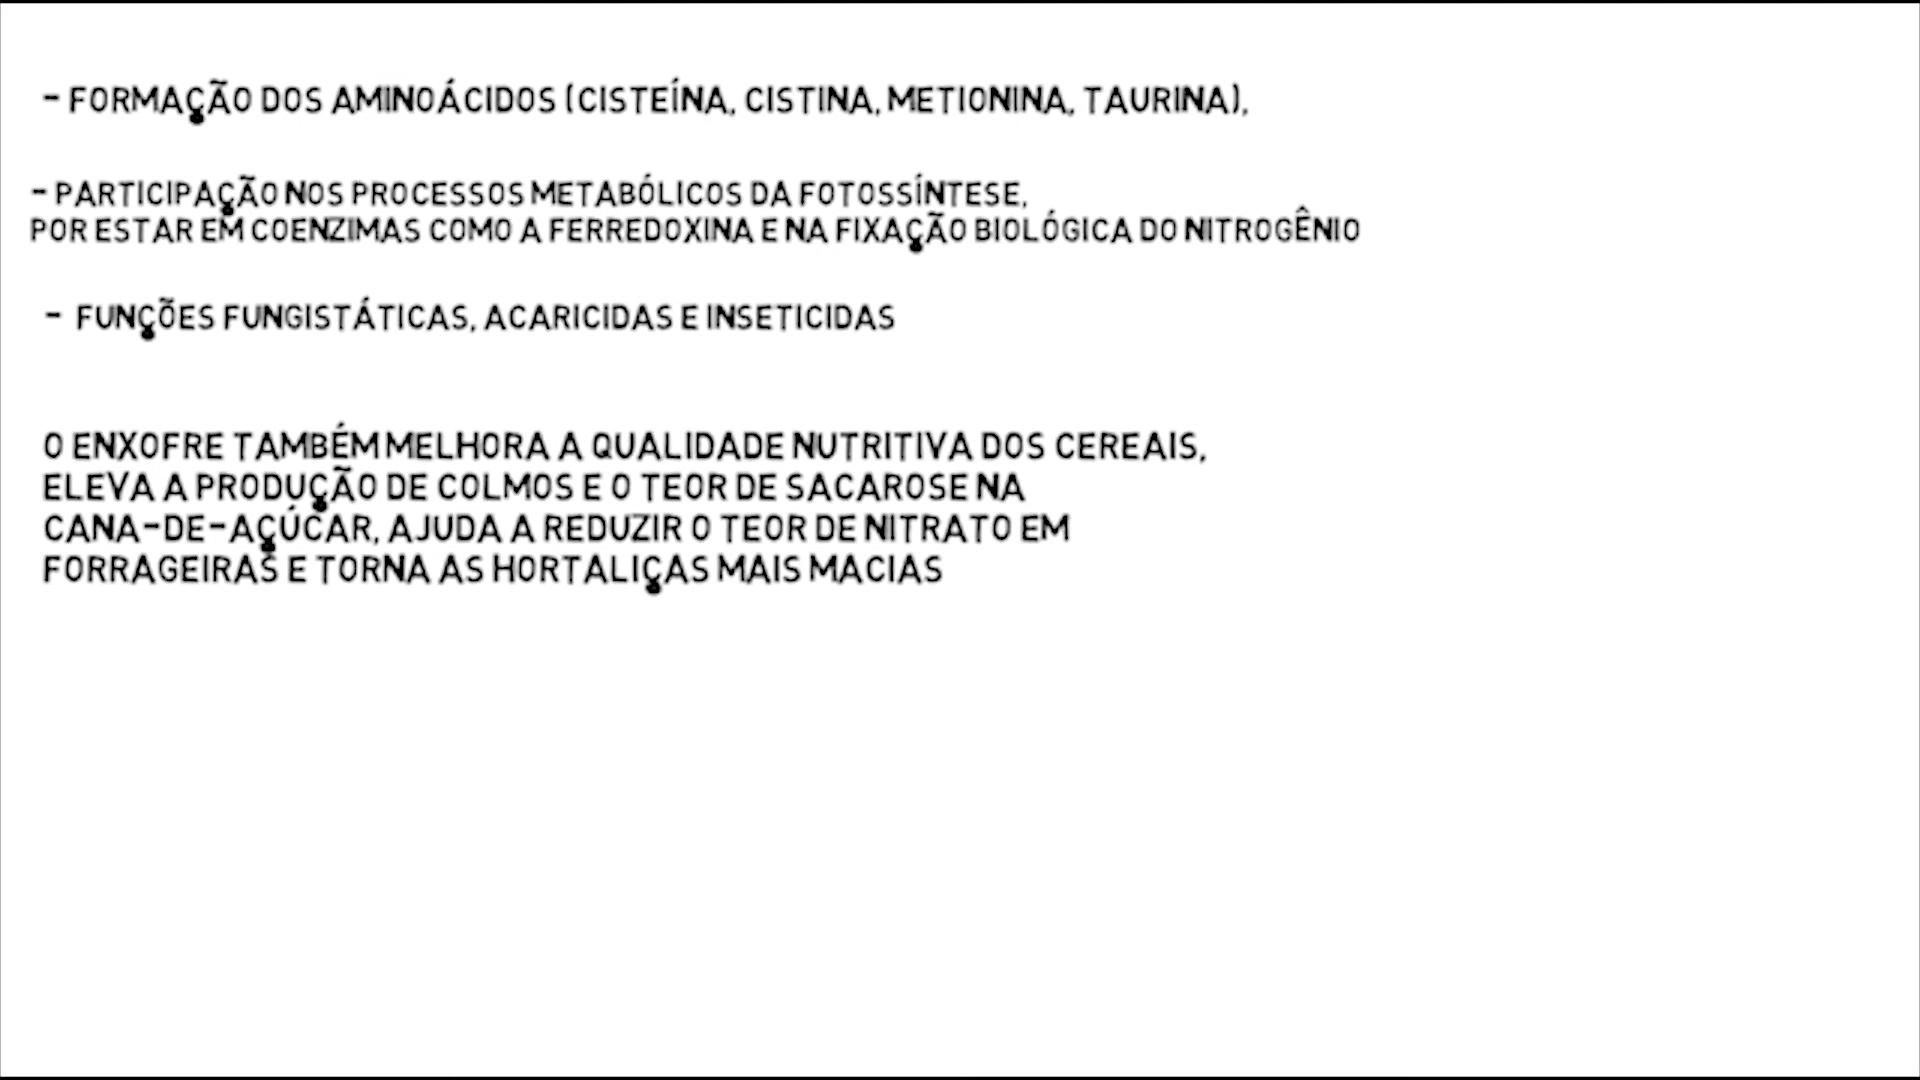 - FORMAÇÃO DOS AMINOÁCIDOS (CISTEÍNA, CISTINA, METIONINA, TAURINA),
- PARTICIPAÇÃO NOS PROCESSOS METABÓLICOS DA FOTOSSÍNTESE,
POR ESTAR EM COENZIMAS COMO A FERREDOXINA E NA FIXAÇÃO BIOLÓGICA DO NITROGÊNIO
- FUNÇÕES FUNGISTÁTICAS, ACARICIDAS E INSETICIDAS
O ENXOFRE TAMBÉM MELHORA A QUALIDADE NUTRITIVA DOS CEREAIS,
ELEVA A PRODUÇÃO DE COLMOS E O TEOR DE SACAROSE NA
CANA-DE-AÇÚCAR, AJUDA A REDUZIR O TEOR DE NITRATO EM
FORRAGEIRAS E TORNA AS HORTALIÇAS MAIS MACIAS